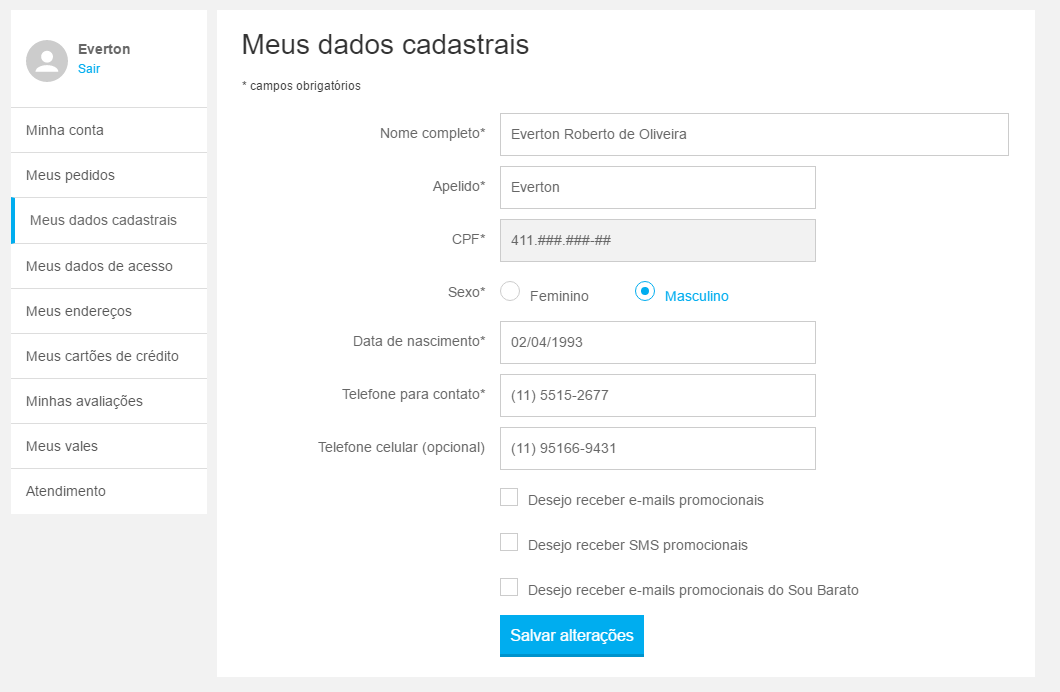 Everton
Sair
Minha conta
Meus pedidos
Meus dados cadastrais
Meus dados de acesso
Meus endereços
Meus cartões de crédito
Minhas avaliações
Meus vales
Atendimento
Meus dados cadastrais
* campos obrigatórios
Nome completo* Everton Roberto de Oliveira
Apelido* Everton
CPF* 411.###.###-##
Sexo* Feminino Masculino
Data de nascimento* 02/04/1993
Telefone para contato* (11) 5515-2677
Telefone celular (opcional) (11) 95166-9431
Desejo receber e-mails promocionais
Desejo receber SMS promocionais
Desejo receber e-mails promocionais do Sou Barato
Salvar alterações